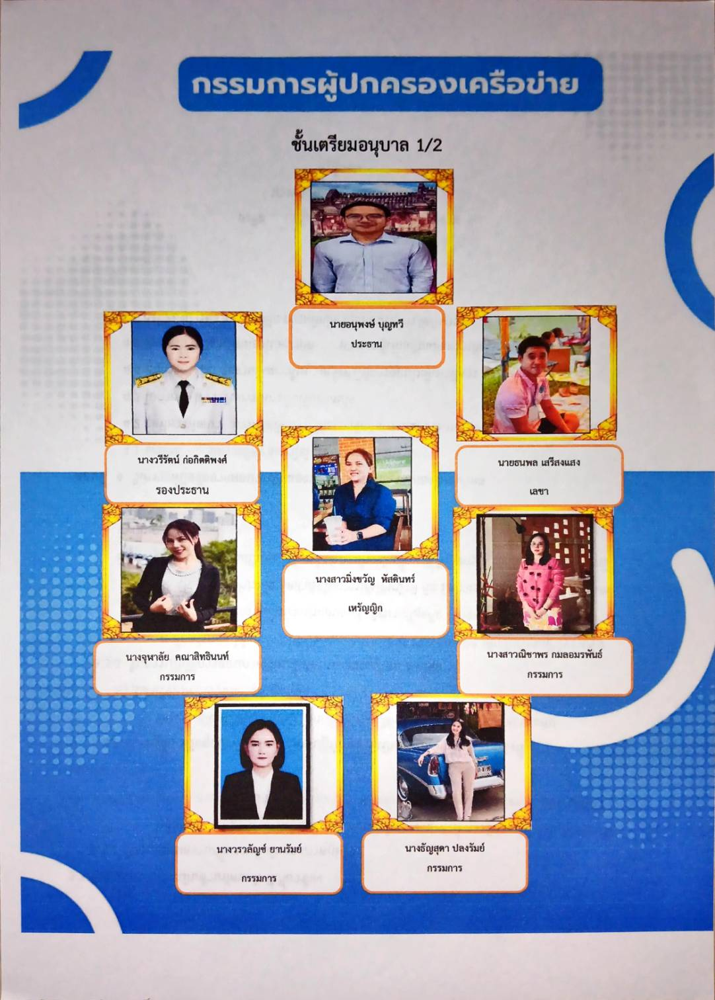 กรรมการผู้ปกครองเครือข่าย
ชั้นเตรียมอนุบาล 1/2
นายอนุพงษ์ บุญทวี
ประธาน
นางวรีรัตน์ ก่อกิตติพงศ์
รองประธาน
นายธนพล เสรีสงแสง
เลขา
นางสาวมิ่งขวัญ หัสดินทร์
เหรัญญิก
นางจุหาลัย คณาสิทธินนท์
กรรมการ
นางสาวณิชาพร กมลอมรพันธ์
กรรมการ
นางวรวลัญช์ ยานรัมย์
กรรมการ
นางธัญสุดา ปลงรัมย์
กรรมการ